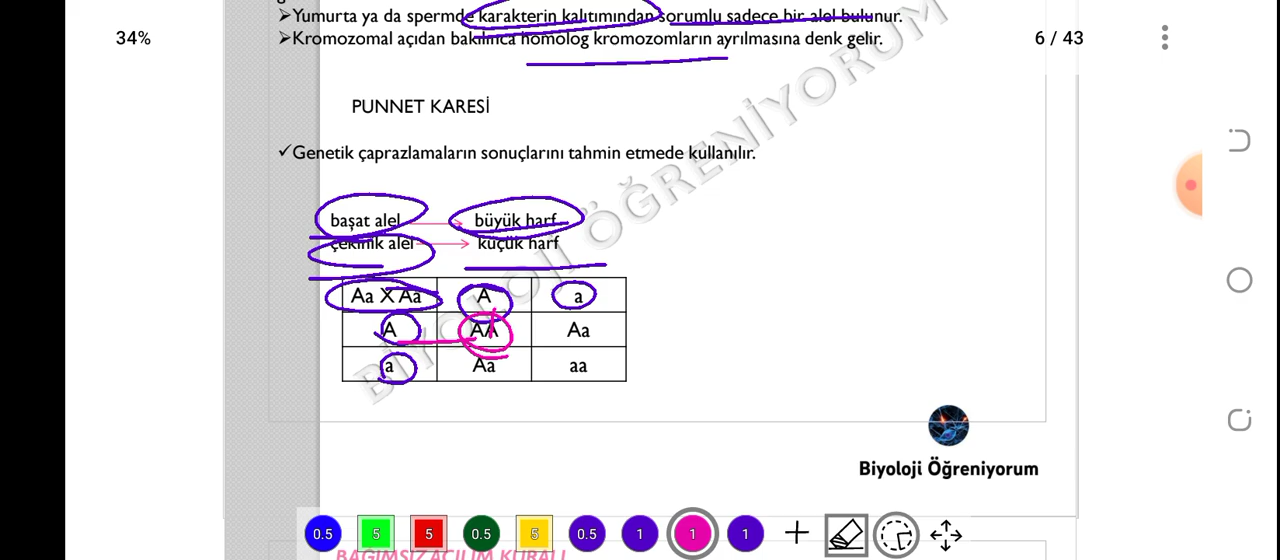 ➢Yumurta ya da spermde karakterin kalıtımından sorumlu sadece bir alel bulunur.
34%
➢Kromozomal açıdan bakılınca homolog kromozomların ayrılmasına denk gelir.
6 / 43
PUNNET KARESİ
✓Genetik çaprazlamaların sonuçlarını tahmin etmede kullanılır.
başat alel → büyük harf
çekinik alel → küçük harf
Aa X Aa A a
A AA Aa
a Aa aa
BİYOLOJİ ÖĞRENİYORUM
Biyoloji Öğreniyorum
0.5 5 5 0.5 5 0.5 1 1 1
BAĞIMSIZ AÇILIM KURALI